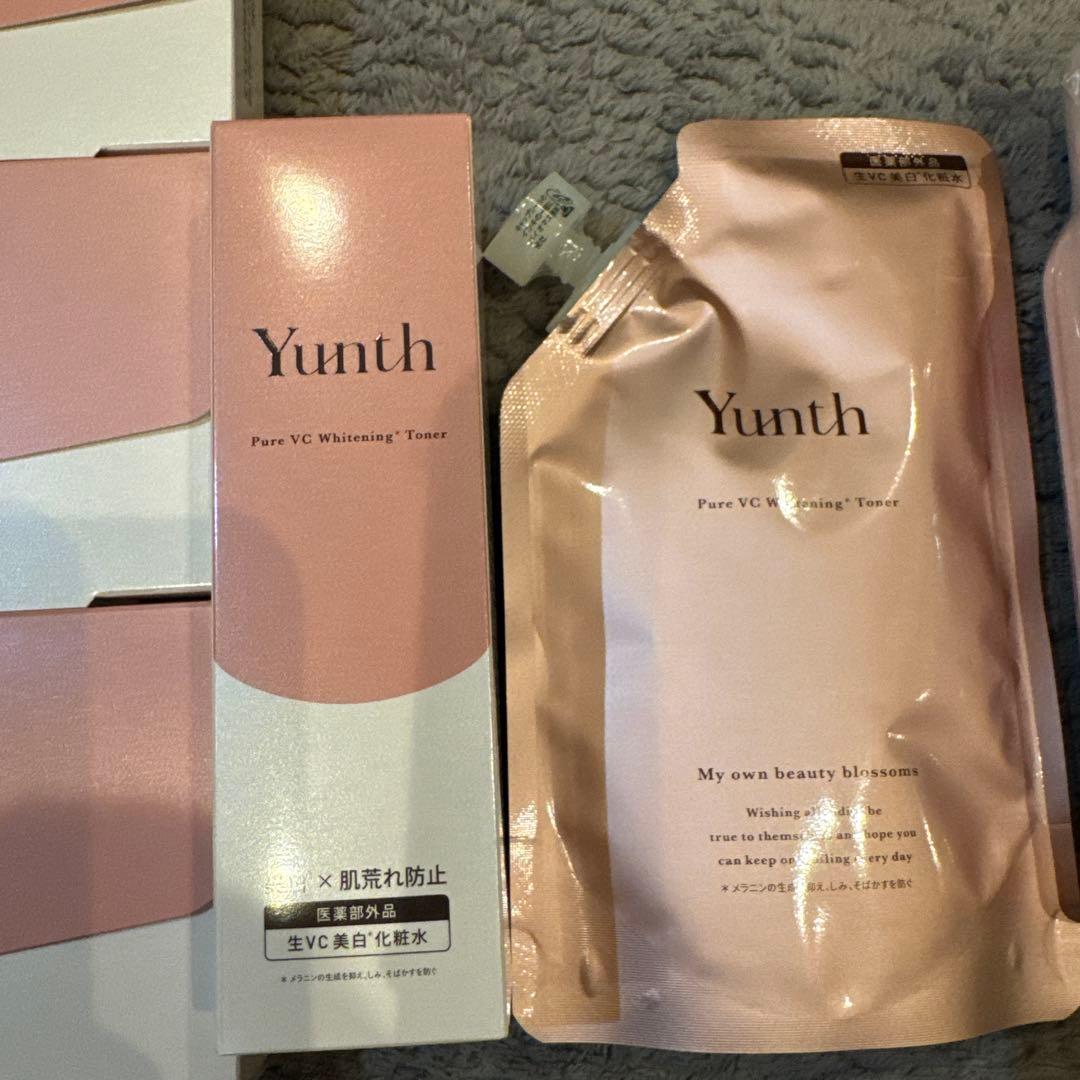 Yunth
Pure VC Whitening* Toner
× 肌荒れ防止
医薬部外品
生VC美白*化粧水
*メラニンの生成を抑え、しみ、そばかすを防ぐ
医薬部外品
生VC美白*化粧水
Yunth
Pure VC Toner
My own beauty blossoms
Wishing be
true to and hope you
can keep every day
*メラニンの生成 抑え、しみ、そばかすを防ぐ